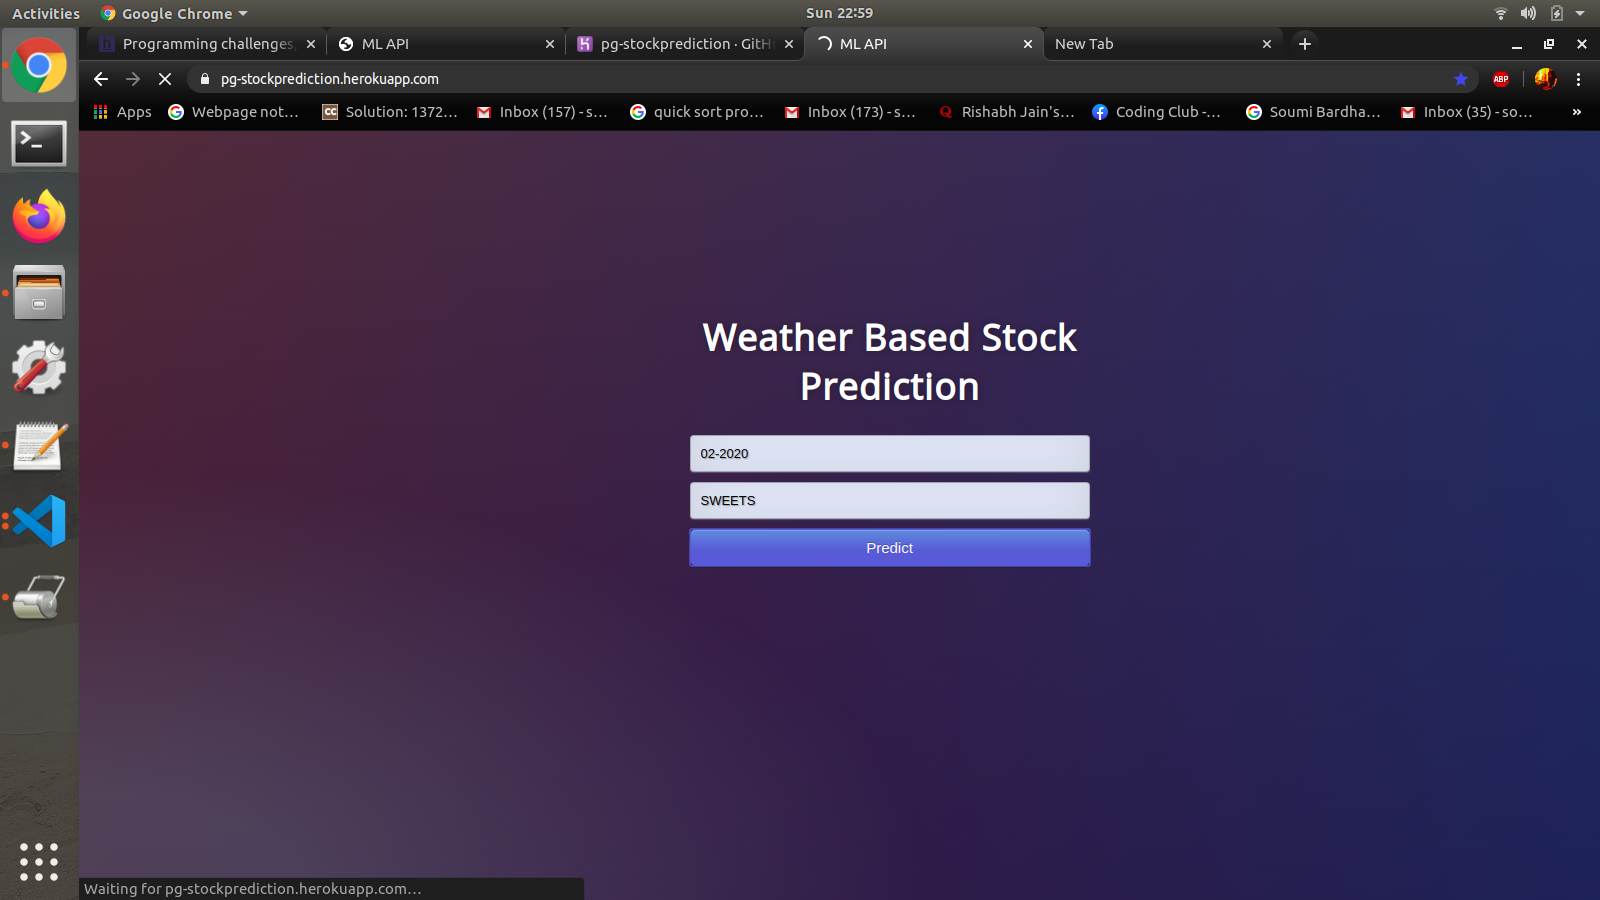 Activities
Google Chrome
Sun 22:59
Programming challenges,
ML API
pg-stockprediction · GitH
ML API
New Tab
pg-stockprediction.herokuapp.com
ABP
Apps
Webpage not...
CC
Solution: 1372...
Inbox (157) - s...
quick sort pro...
Inbox (173) - s...
Rishabh Jain's...
Coding Club -...
Soumi Bardha...
Inbox (35) - so...
»
Weather Based Stock
Prediction
02-2020
SWEETS
Predict
Waiting for pg-stockprediction.herokuapp.com...